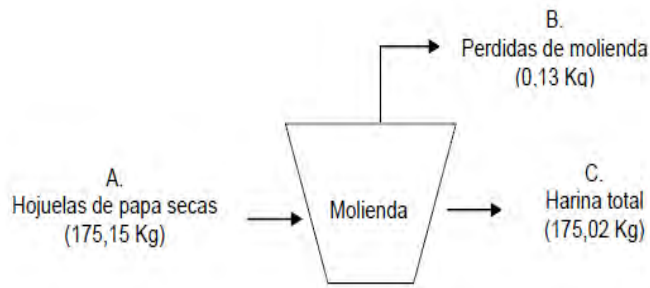 B.
Perdidas de molienda
(0,13 Kg)
A.
Hojuelas de papa secas
(175,15 Kg)
Molienda
C.
Harina total
(175,02 Kg)